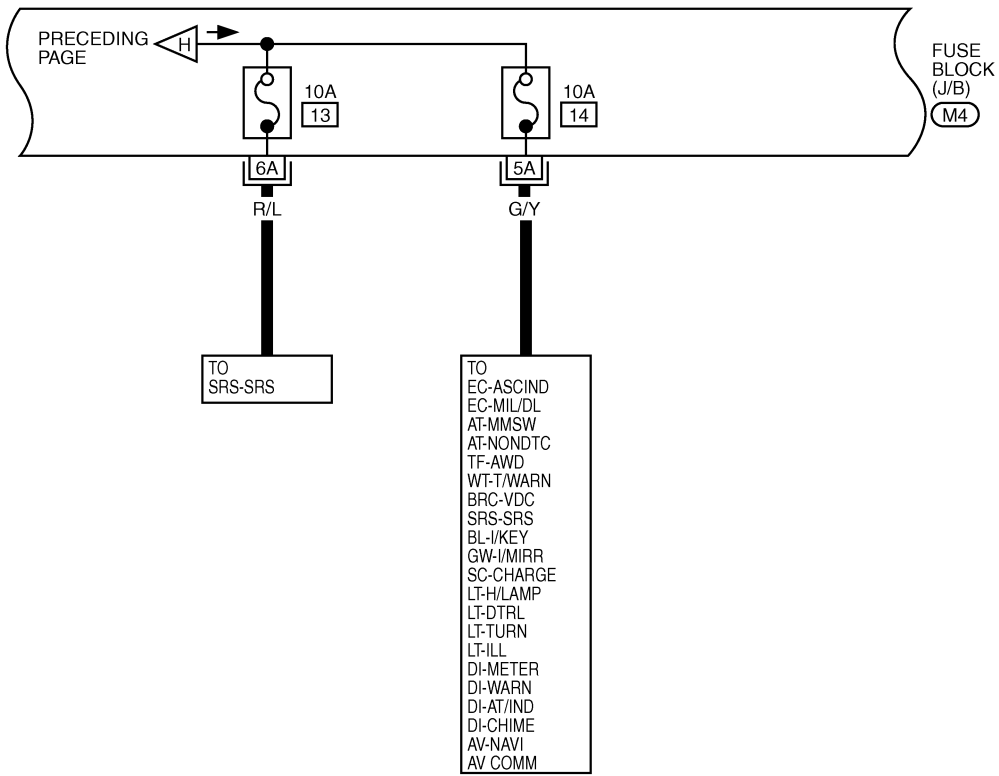 PRECEDING
PAGE
H
FUSE
BLOCK
(J/B)
M4
10A
13
10A
14
6A
5A
R/L
G/Y
TO
SRS-SRS
TO
EC-ASCIND
EC-MIL/DL
AT-MMSW
AT-NONDTC
TF-AWD
WT-T/WARN
BRC-VDC
SRS-SRS
BL-I/KEY
GW-I/MIRR
SC-CHARGE
LT-H/LAMP
LT-DTRL
LT-TURN
LT-ILL
DI-METER
DI-WARN
DI-AT/IND
DI-CHIME
AV-NAVI
AV COMM